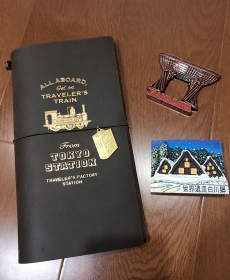 ALL ABOARD,
Get on
TRAVELER'S
TRAIN
From
TOKYO
STATION
TRAVELER'S FACTORY
STATION
世界遺産白川郷